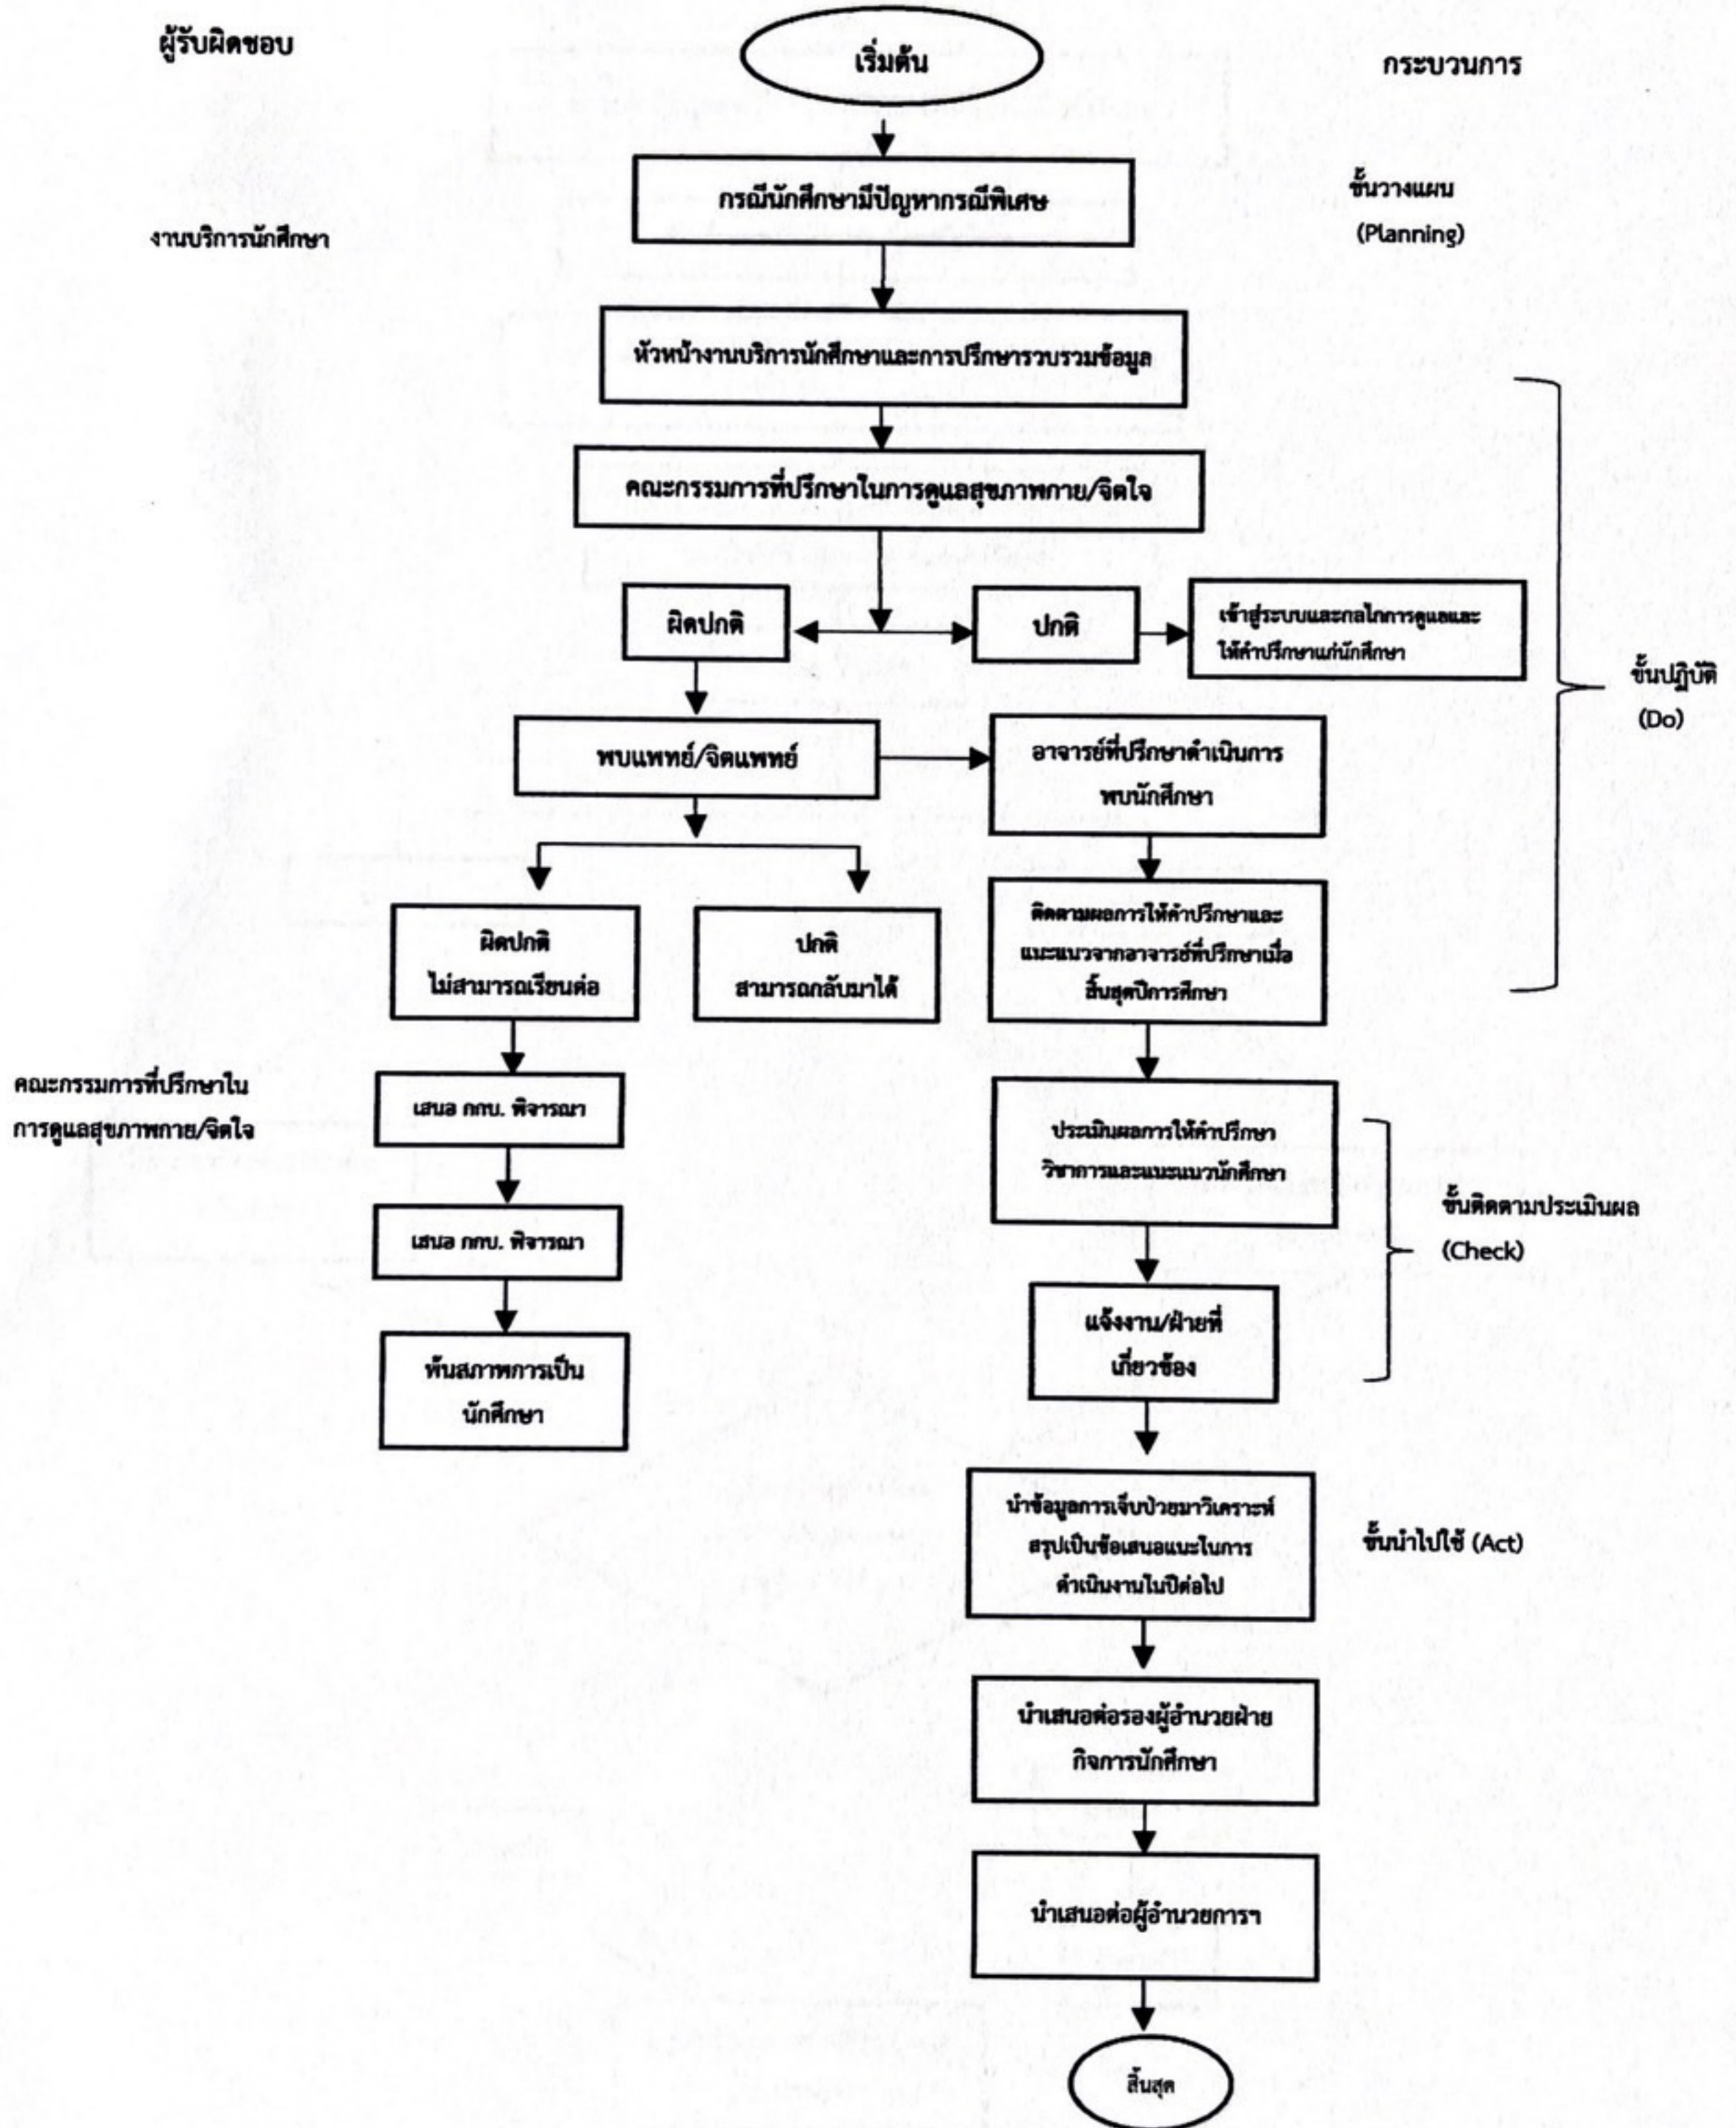 ผู้รับผิดชอบ
เริ่มต้น
กระบวนการ
กรณีนักศึกษามีปัญหากรณีพิเศษ
ขั้นวางแผน
(Planning)
งานบริการนักศึกษา
หัวหน้างานบริการนักศึกษาและการปรึกษารวบรวมข้อมูล
คณะกรรมการที่ปรึกษาในการดูแลสุขภาพกาย/จิตใจ
ผิดปกติ
ปกติ
เข้าสู่ระบบและกลไกการดูแลและ
ให้คำปรึกษาแก่นักศึกษา
ขั้นปฏิบัติ
(Do)
พบแพทย์/จิตแพทย์
อาจารย์ที่ปรึกษาดำเนินการ
พบนักศึกษา
ผิดปกติ
ไม่สามารถเรียนต่อ
ปกติ
สามารถกลับมาได้
ติดตามผลการให้คำปรึกษาและ
แนะแนวจากอาจารย์ที่ปรึกษาเมื่อ
สิ้นสุดปีการศึกษา
คณะกรรมการที่ปรึกษาใน
การดูแลสุขภาพกาย/จิตใจ
เสนอ กกบ. พิจารณา
ประเมินผลการให้คำปรึกษา
วิชาการและแนะแนวนักศึกษา
เสนอ กกบ. พิจารณา
ขั้นติดตามประเมินผล
(Check)
แจ้งงาน/ฝ่ายที่
เกี่ยวข้อง
พ้นสภาพการเป็น
นักศึกษา
นำข้อมูลการเจ็บป่วยมาวิเคราะห์
สรุปเป็นข้อเสนอแนะในการ
ดำเนินงานในปีต่อไป
ขั้นนำไปใช้ (Act)
นำเสนอต่อรองผู้อำนวยฝ่าย
กิจการนักศึกษา
นำเสนอต่อผู้อำนวยการฯ
สิ้นสุด